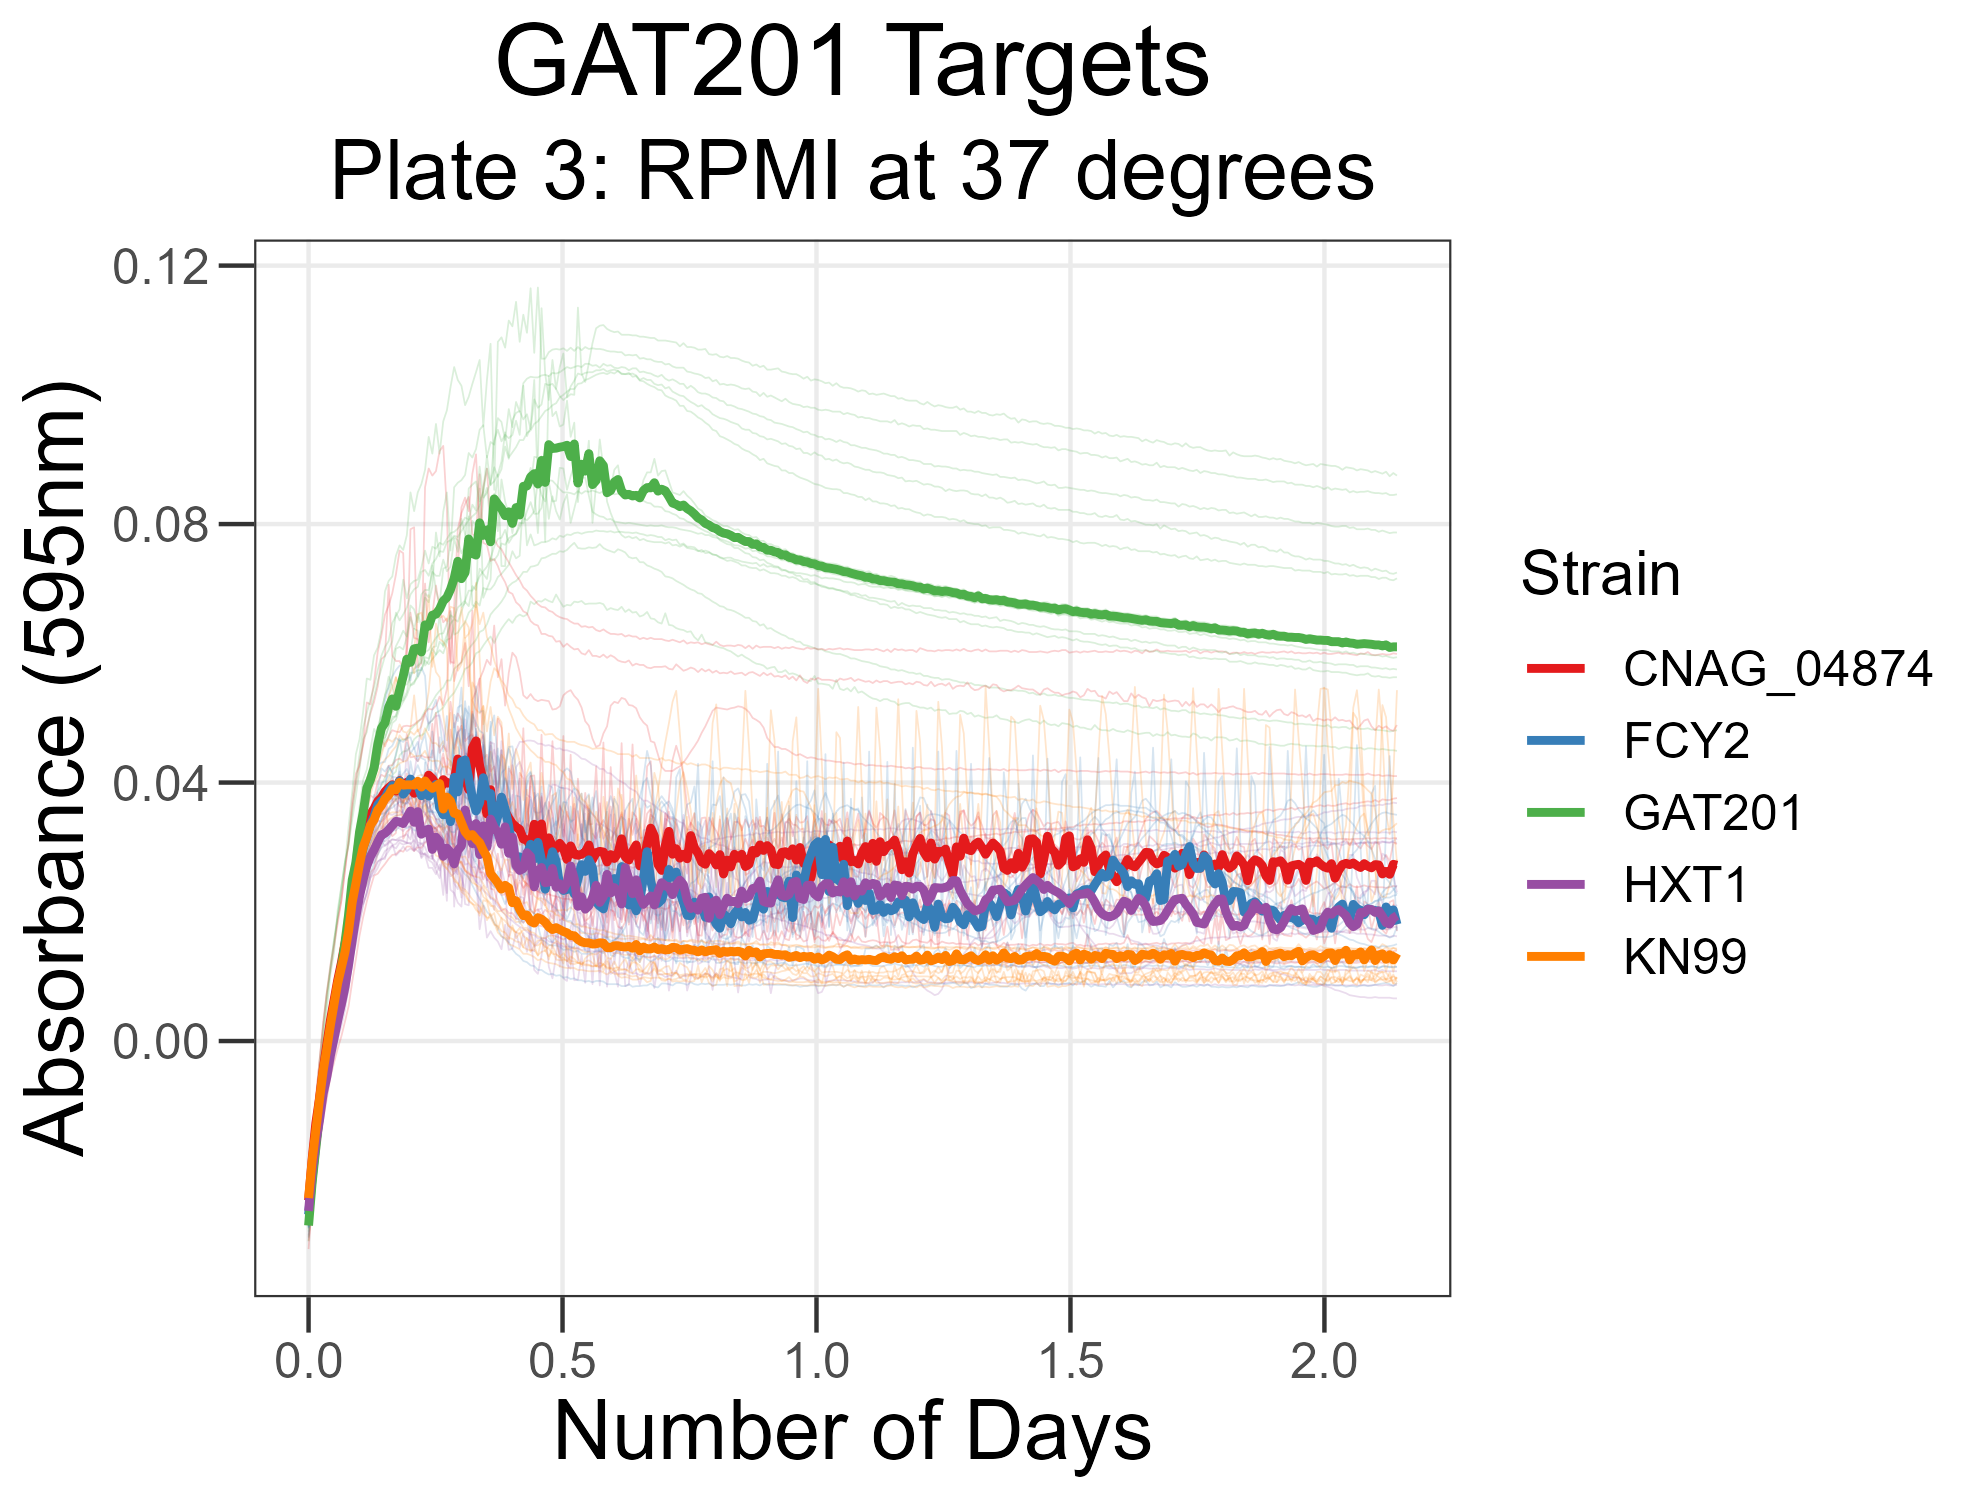 GAT201 Targets
Plate 3: RPMI at 37 degrees
Absorbance (595nm)
0.12
0.08
0.04
0.00
0.0
0.5
1.0
1.5
2.0
Number of Days
Strain
CNAG_04874
FCY2
GAT201
HXT1
KN99